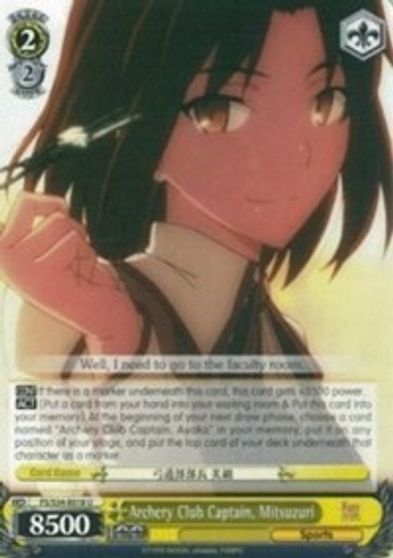 2
2
Well, I need to go to the faculty room.
CONT If there is a marker underneath this card, this card gets +3500 power.
ACT [Put a card from your hand into your waiting room & Put this card into
your memory] At the beginning of your next draw phase, choose a card
named "Archery Club Captain, Ayako" in your memory, put it on any
position of your stage, and put the top card of your deck underneath that
character as a marker.
Card Name
弓道部部長 美綴
8500
Archery Club Captain, Mitsuzuri
Sports